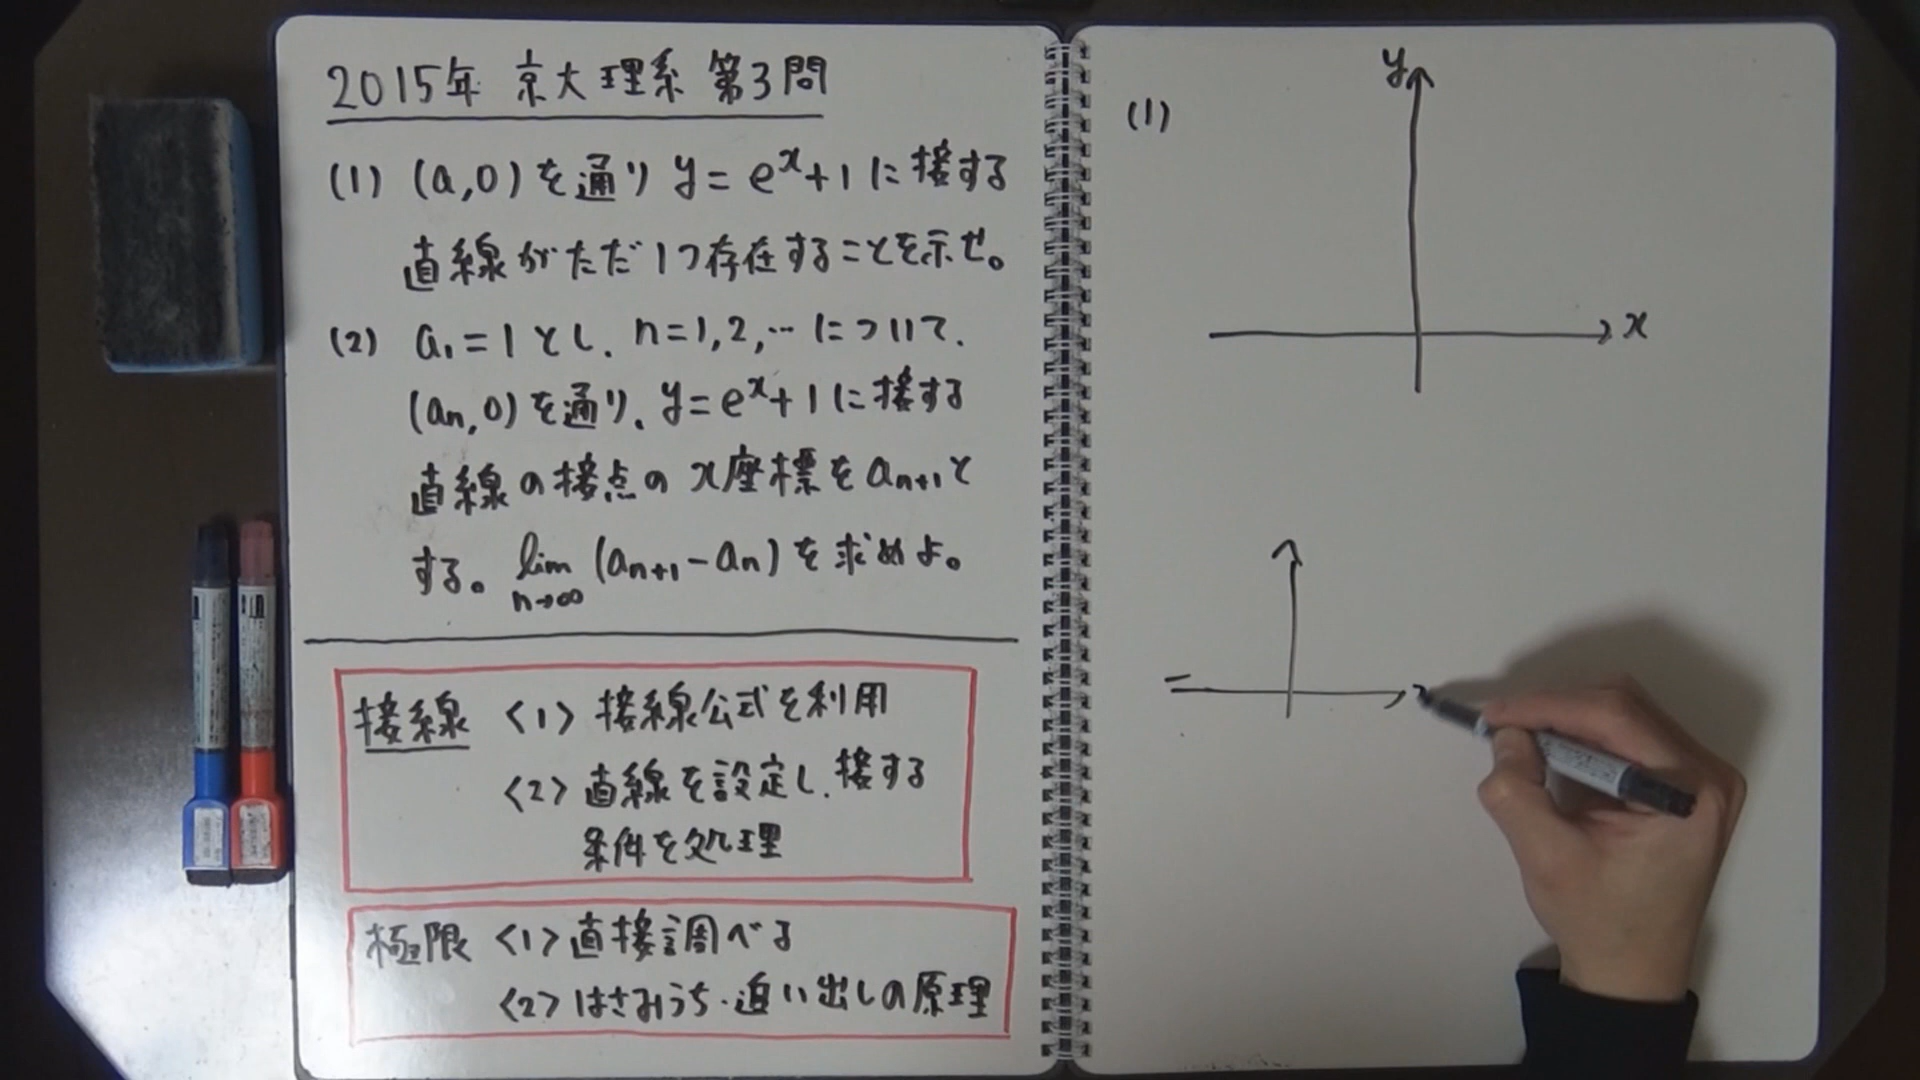 2015年 京大理系 第3問
(1) (a,0)を通りy=e^x+1に接する
直線がただ1つ存在することを示せ。
(2) a₁=1とし、n=1,2,…について、
(aₙ,0)を通り、y=e^x+1に接する
直線の接点のx座標をaₙ₊₁と
する。lim n→∞ (aₙ₊₁-aₙ)を求めよ。
接線 <1> 接線公式を利用
<2> 直線を設定し、接する
条件を処理
極限 <1> 直接調べる
<2> はさみうち・追い出しの原理
(1)
y
x